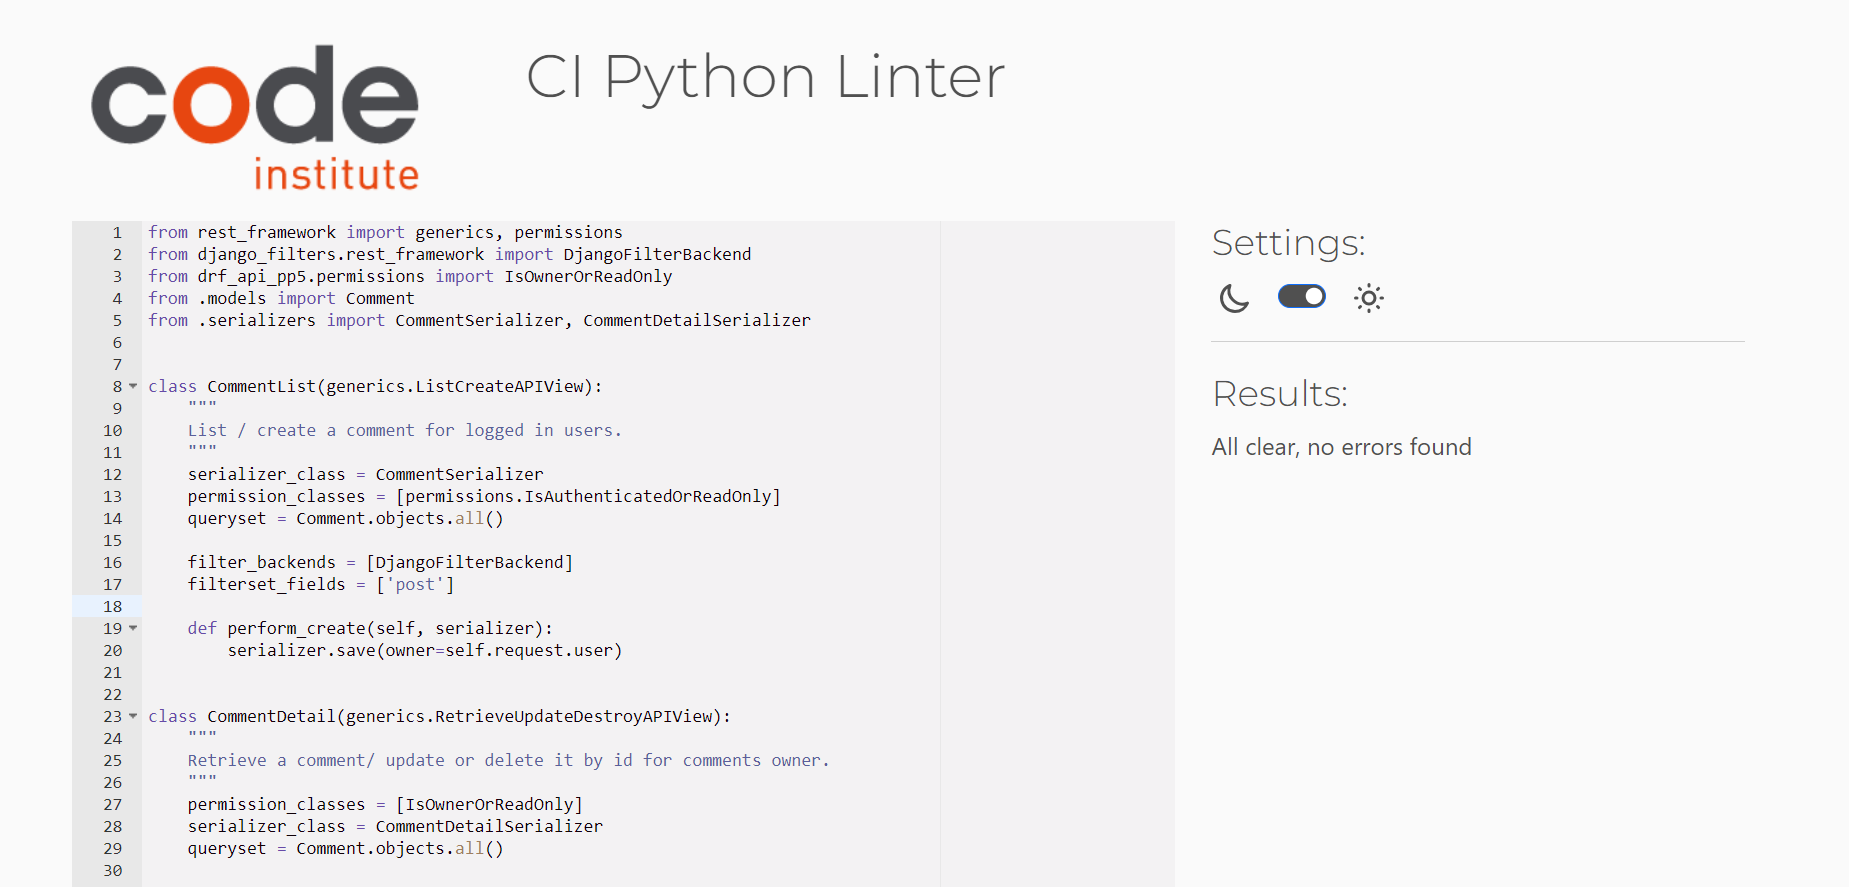 code
institute
CI Python Linter
1 from rest_framework import generics, permissions
2 from django_filters.rest_framework import DjangoFilterBackend
3 from drf_api_pp5.permissions import IsOwnerOrReadOnly
4 from .models import Comment
5 from .serializers import CommentSerializer, CommentDetailSerializer
6
7
8 class CommentList(generics.ListCreateAPIView):
9     """
10     List / create a comment for logged in users.
11     """
12     serializer_class = CommentSerializer
13     permission_classes = [permissions.IsAuthenticatedOrReadOnly]
14     queryset = Comment.objects.all()
15
16     filter_backends = [DjangoFilterBackend]
17     filterset_fields = ['post']
18
19     def perform_create(self, serializer):
20         serializer.save(owner=self.request.user)
21
22
23 class CommentDetail(generics.RetrieveUpdateDestroyAPIView):
24     """
25     Retrieve a comment/ update or delete it by id for comments owner.
26     """
27     permission_classes = [IsOwnerOrReadOnly]
28     serializer_class = CommentDetailSerializer
29     queryset = Comment.objects.all()
30
Settings:
Results:
All clear, no errors found